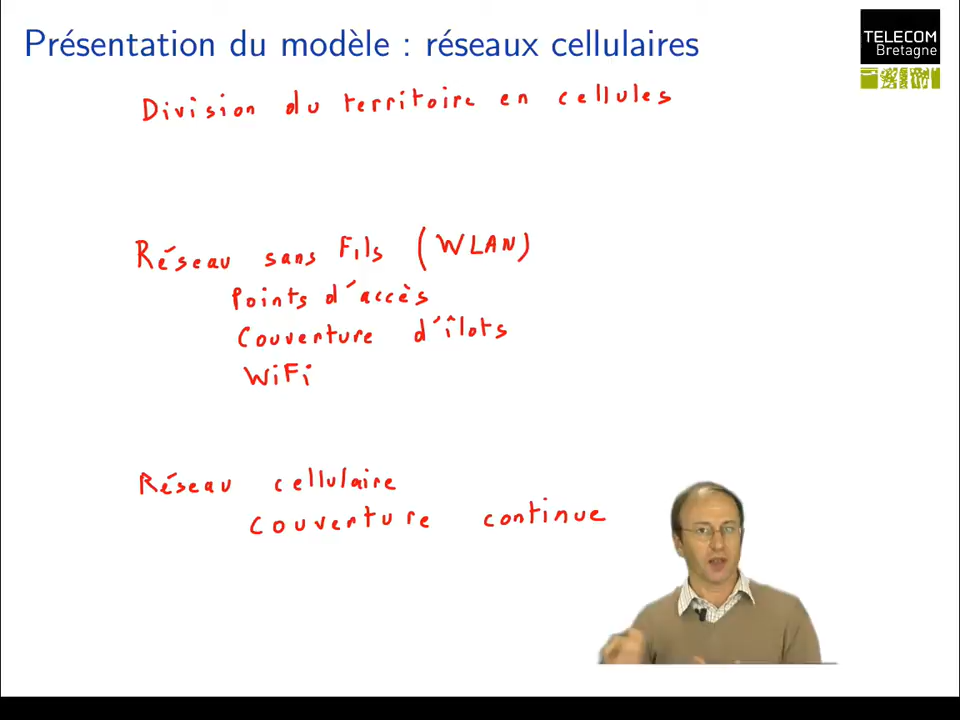 Présentation du modèle : réseaux cellulaires
TELECOM
Bretagne
Division du territoire en cellules
Réseau sans Fils (WLAN)
Points d'accès
Couverture d'îlots
WiFi
Réseau cellulaire
Couverture continue